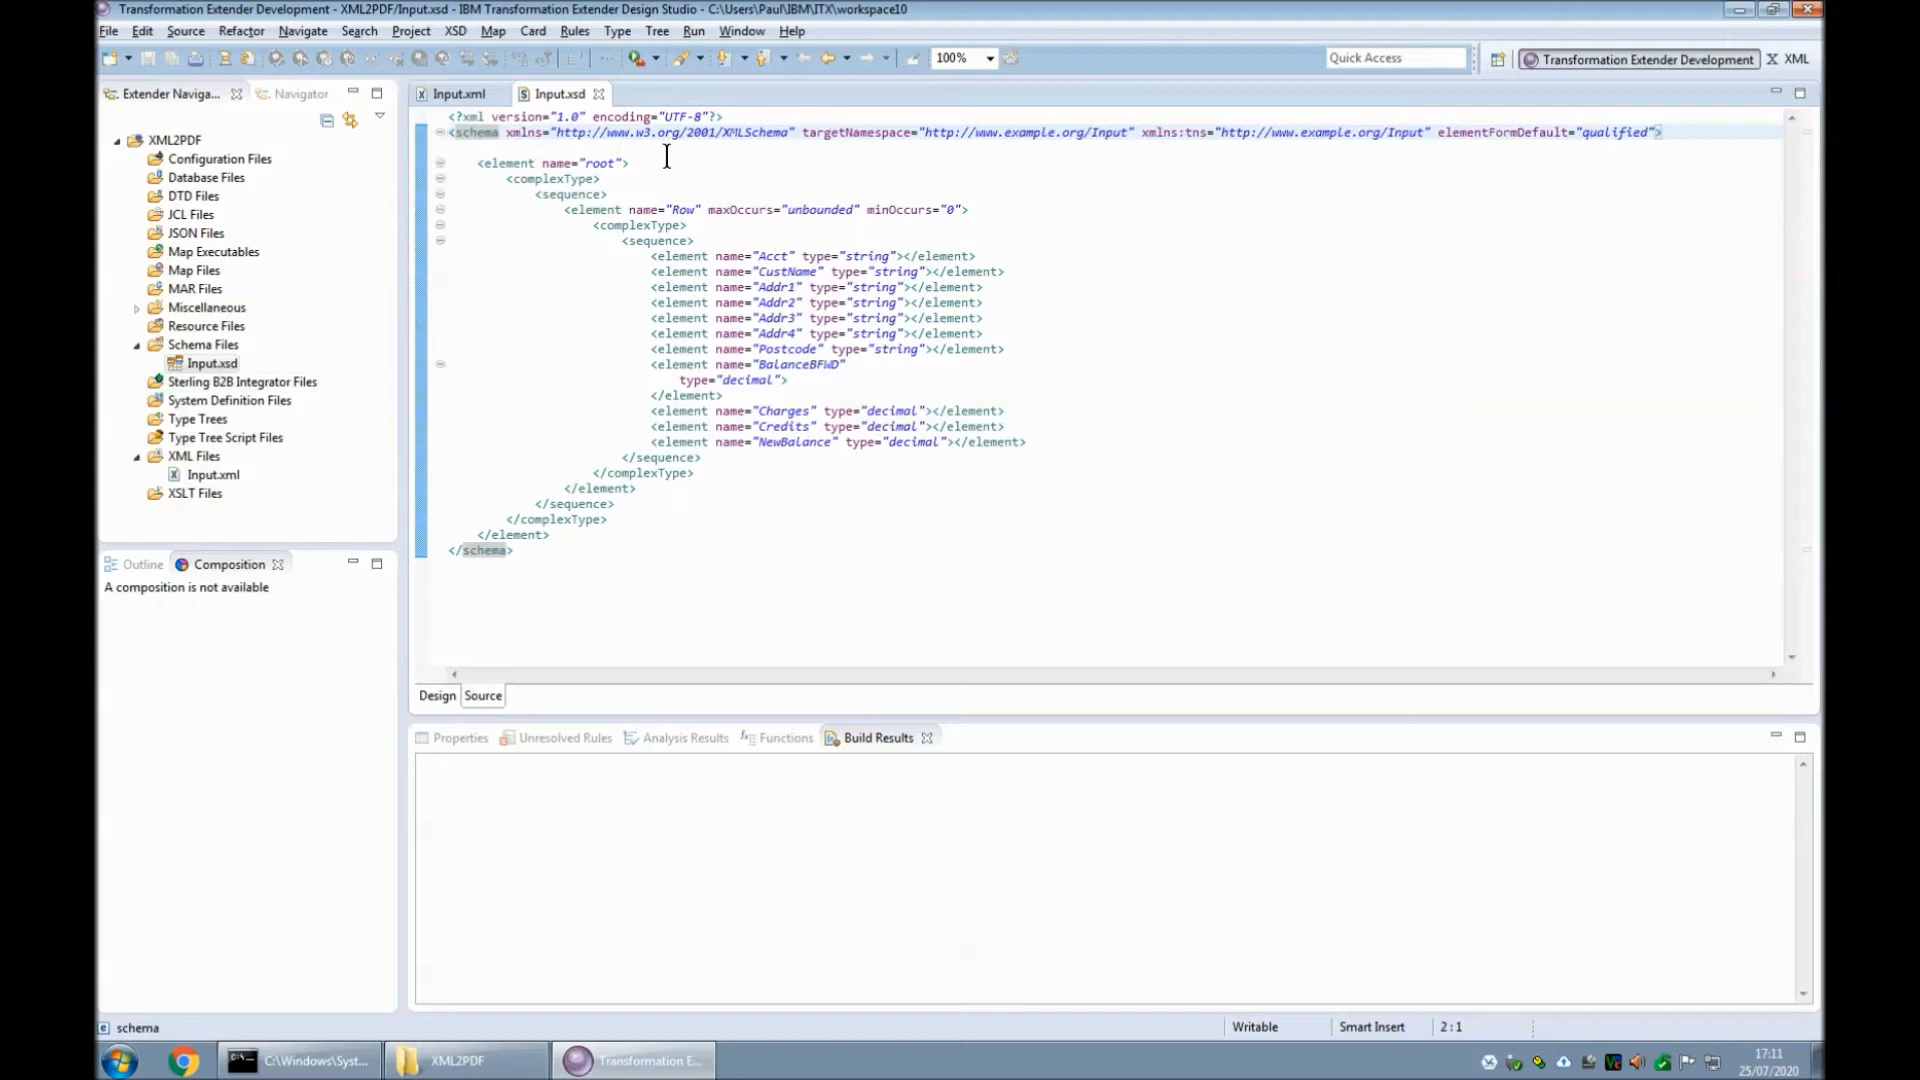 Transformation Extender Development - XML2PDF/Input.xsd - IBM Transformation Extender Design Studio - C:\Users\Paul\IBM\ITX\workspace10
File Edit Source Refactor Navigate Search Project XSD Map Card Rules Type Tree Run Window Help
100% Quick Access Transformation Extender Development XML
Extender Naviga... Navigator
XML2PDF
Configuration Files
Database Files
DTD Files
JCL Files
JSON Files
Map Executables
Map Files
MAR Files
Miscellaneous
Resource Files
Schema Files
Input.xsd
Sterling B2B Integrator Files
System Definition Files
Type Trees
Type Tree Script Files
XML Files
Input.xml
XSLT Files
Outline Composition
A composition is not available
Input.xml Input.xsd
<?xml version="1.0" encoding="UTF-8"?>
<schema xmlns="http://www.w3.org/2001/XMLSchema" targetNamespace="http://www.example.org/Input" xmlns:tns="http://www.example.org/Input" elementFormDefault="qualified">
<element name="root">
<complexType>
<sequence>
<element name="Row" maxOccurs="unbounded" minOccurs="0">
<complexType>
<sequence>
<element name="Acct" type="string"></element>
<element name="CustName" type="string"></element>
<element name="Addr1" type="string"></element>
<element name="Addr2" type="string"></element>
<element name="Addr3" type="string"></element>
<element name="Addr4" type="string"></element>
<element name="Postcode" type="string"></element>
<element name="BalanceBFWD"
type="decimal">
</element>
<element name="Charges" type="decimal"></element>
<element name="Credits" type="decimal"></element>
<element name="NewBalance" type="decimal"></element>
</sequence>
</complexType>
</element>
</sequence>
</complexType>
</element>
</schema>
Design Source
Properties Unresolved Rules Analysis Results Functions Build Results
schema Writable Smart Insert 2:1
C:\Windows\Syst... XML2PDF Transformation E... 17:11
25/07/2020